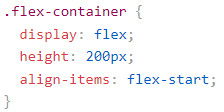 .flex-container {
  display: flex;
  height: 200px;
  align-items: flex-start;
}